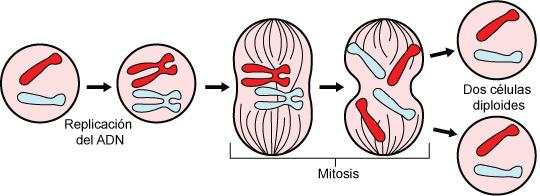 Replicación
del ADN
Mitosis
Dos células
diploides